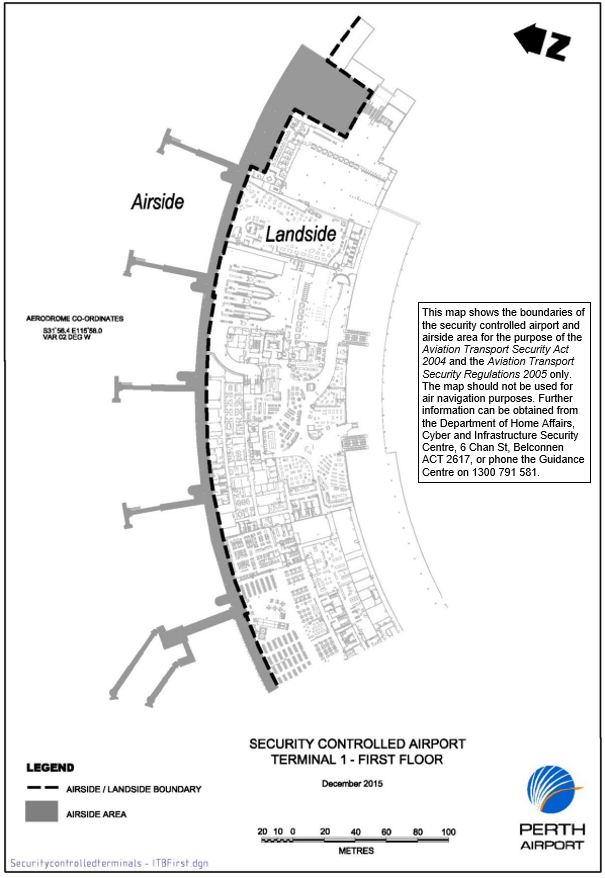 N
Airside
Landside
AERODROME CO-ORDINATES
S31°56.4 E115°58.0
VAR 02 DEG W
This map shows the boundaries of
the security controlled airport and
airside area for the purpose of the
Aviation Transport Security Act
2004 and the Aviation Transport
Security Regulations 2005 only.
The map should not be used for
air navigation purposes. Further
information can be obtained from
the Department of Home Affairs,
Cyber and Infrastructure Security
Centre, 6 Chan St, Belconnen
ACT 2617, or phone the Guidance
Centre on 1300 791 581.
SECURITY CONTROLLED AIRPORT
TERMINAL 1 - FIRST FLOOR
December 2015
LEGEND
AIRSIDE / LANDSIDE BOUNDARY
AIRSIDE AREA
20 10 0 20 40 60 80 100
METRES
PERTH
AIRPORT
Securitycontrolledterminals - ITBFirst.dgn